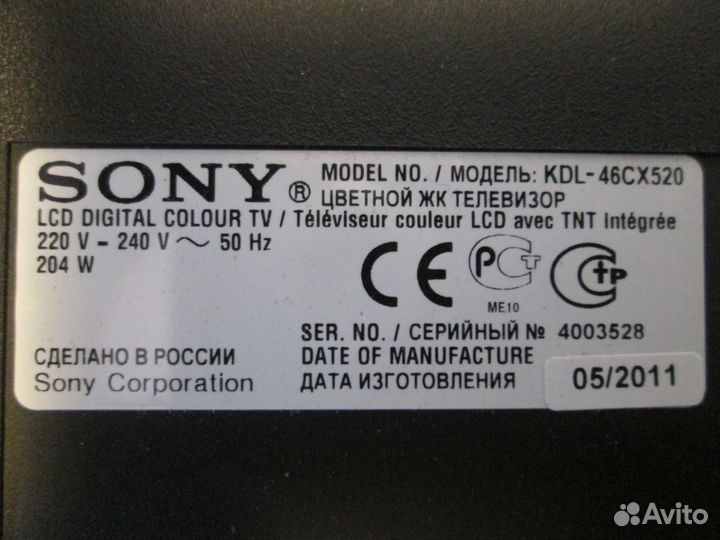 SONY®
MODEL NO. / МОДЕЛЬ: KDL-46CX520
ЦВЕТНОЙ ЖК ТЕЛЕВИЗОР
LCD DIGITAL COLOUR TV / Téléviseur couleur LCD avec TNT Intégrée
220 V - 240 V ~ 50 Hz
204 W
CE
РСТ
ME10
Стр
SER. NO. / СЕРИЙНЫЙ № 4003528
СДЕЛАНО В РОССИИ
Sony Corporation
DATE OF MANUFACTURE
ДАТА ИЗГОТОВЛЕНИЯ
05/2011
Avito